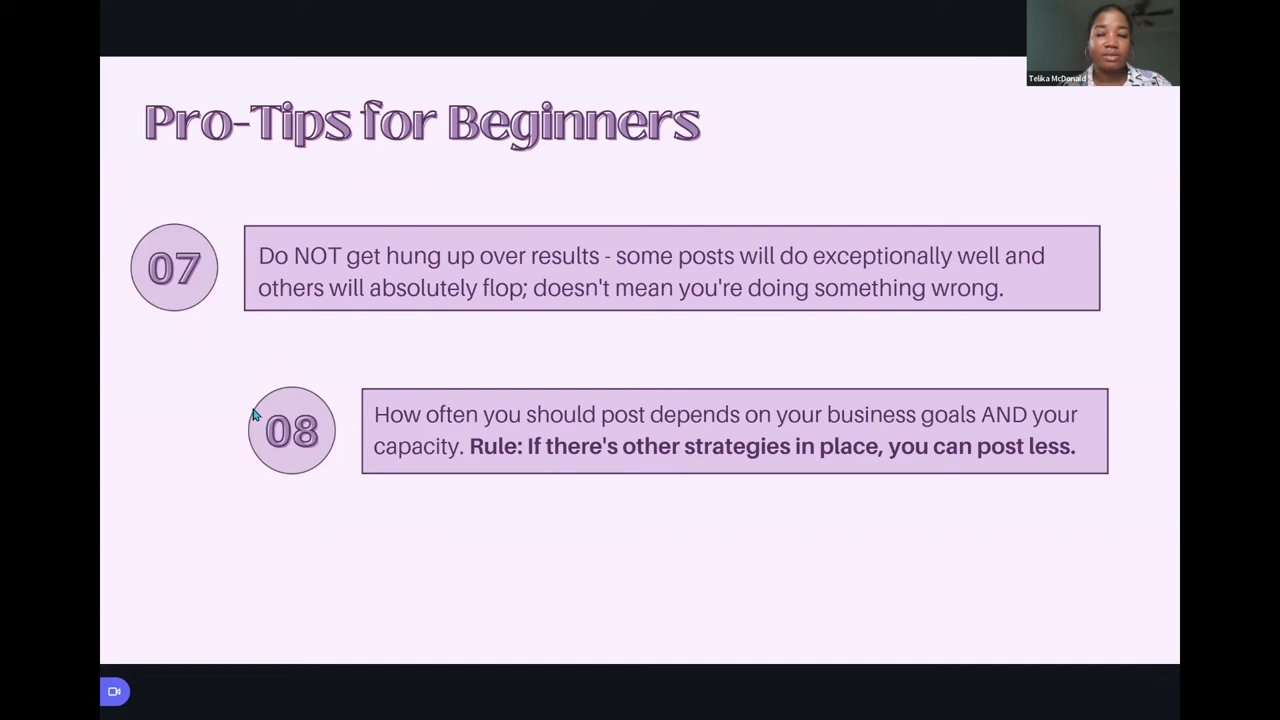 Telika McDonald
Pro-Tips for Beginners
07
Do NOT get hung up over results - some posts will do exceptionally well and
others will absolutely flop; doesn't mean you're doing something wrong.
08
How often you should post depends on your business goals AND your
capacity. Rule: If there's other strategies in place, you can post less.